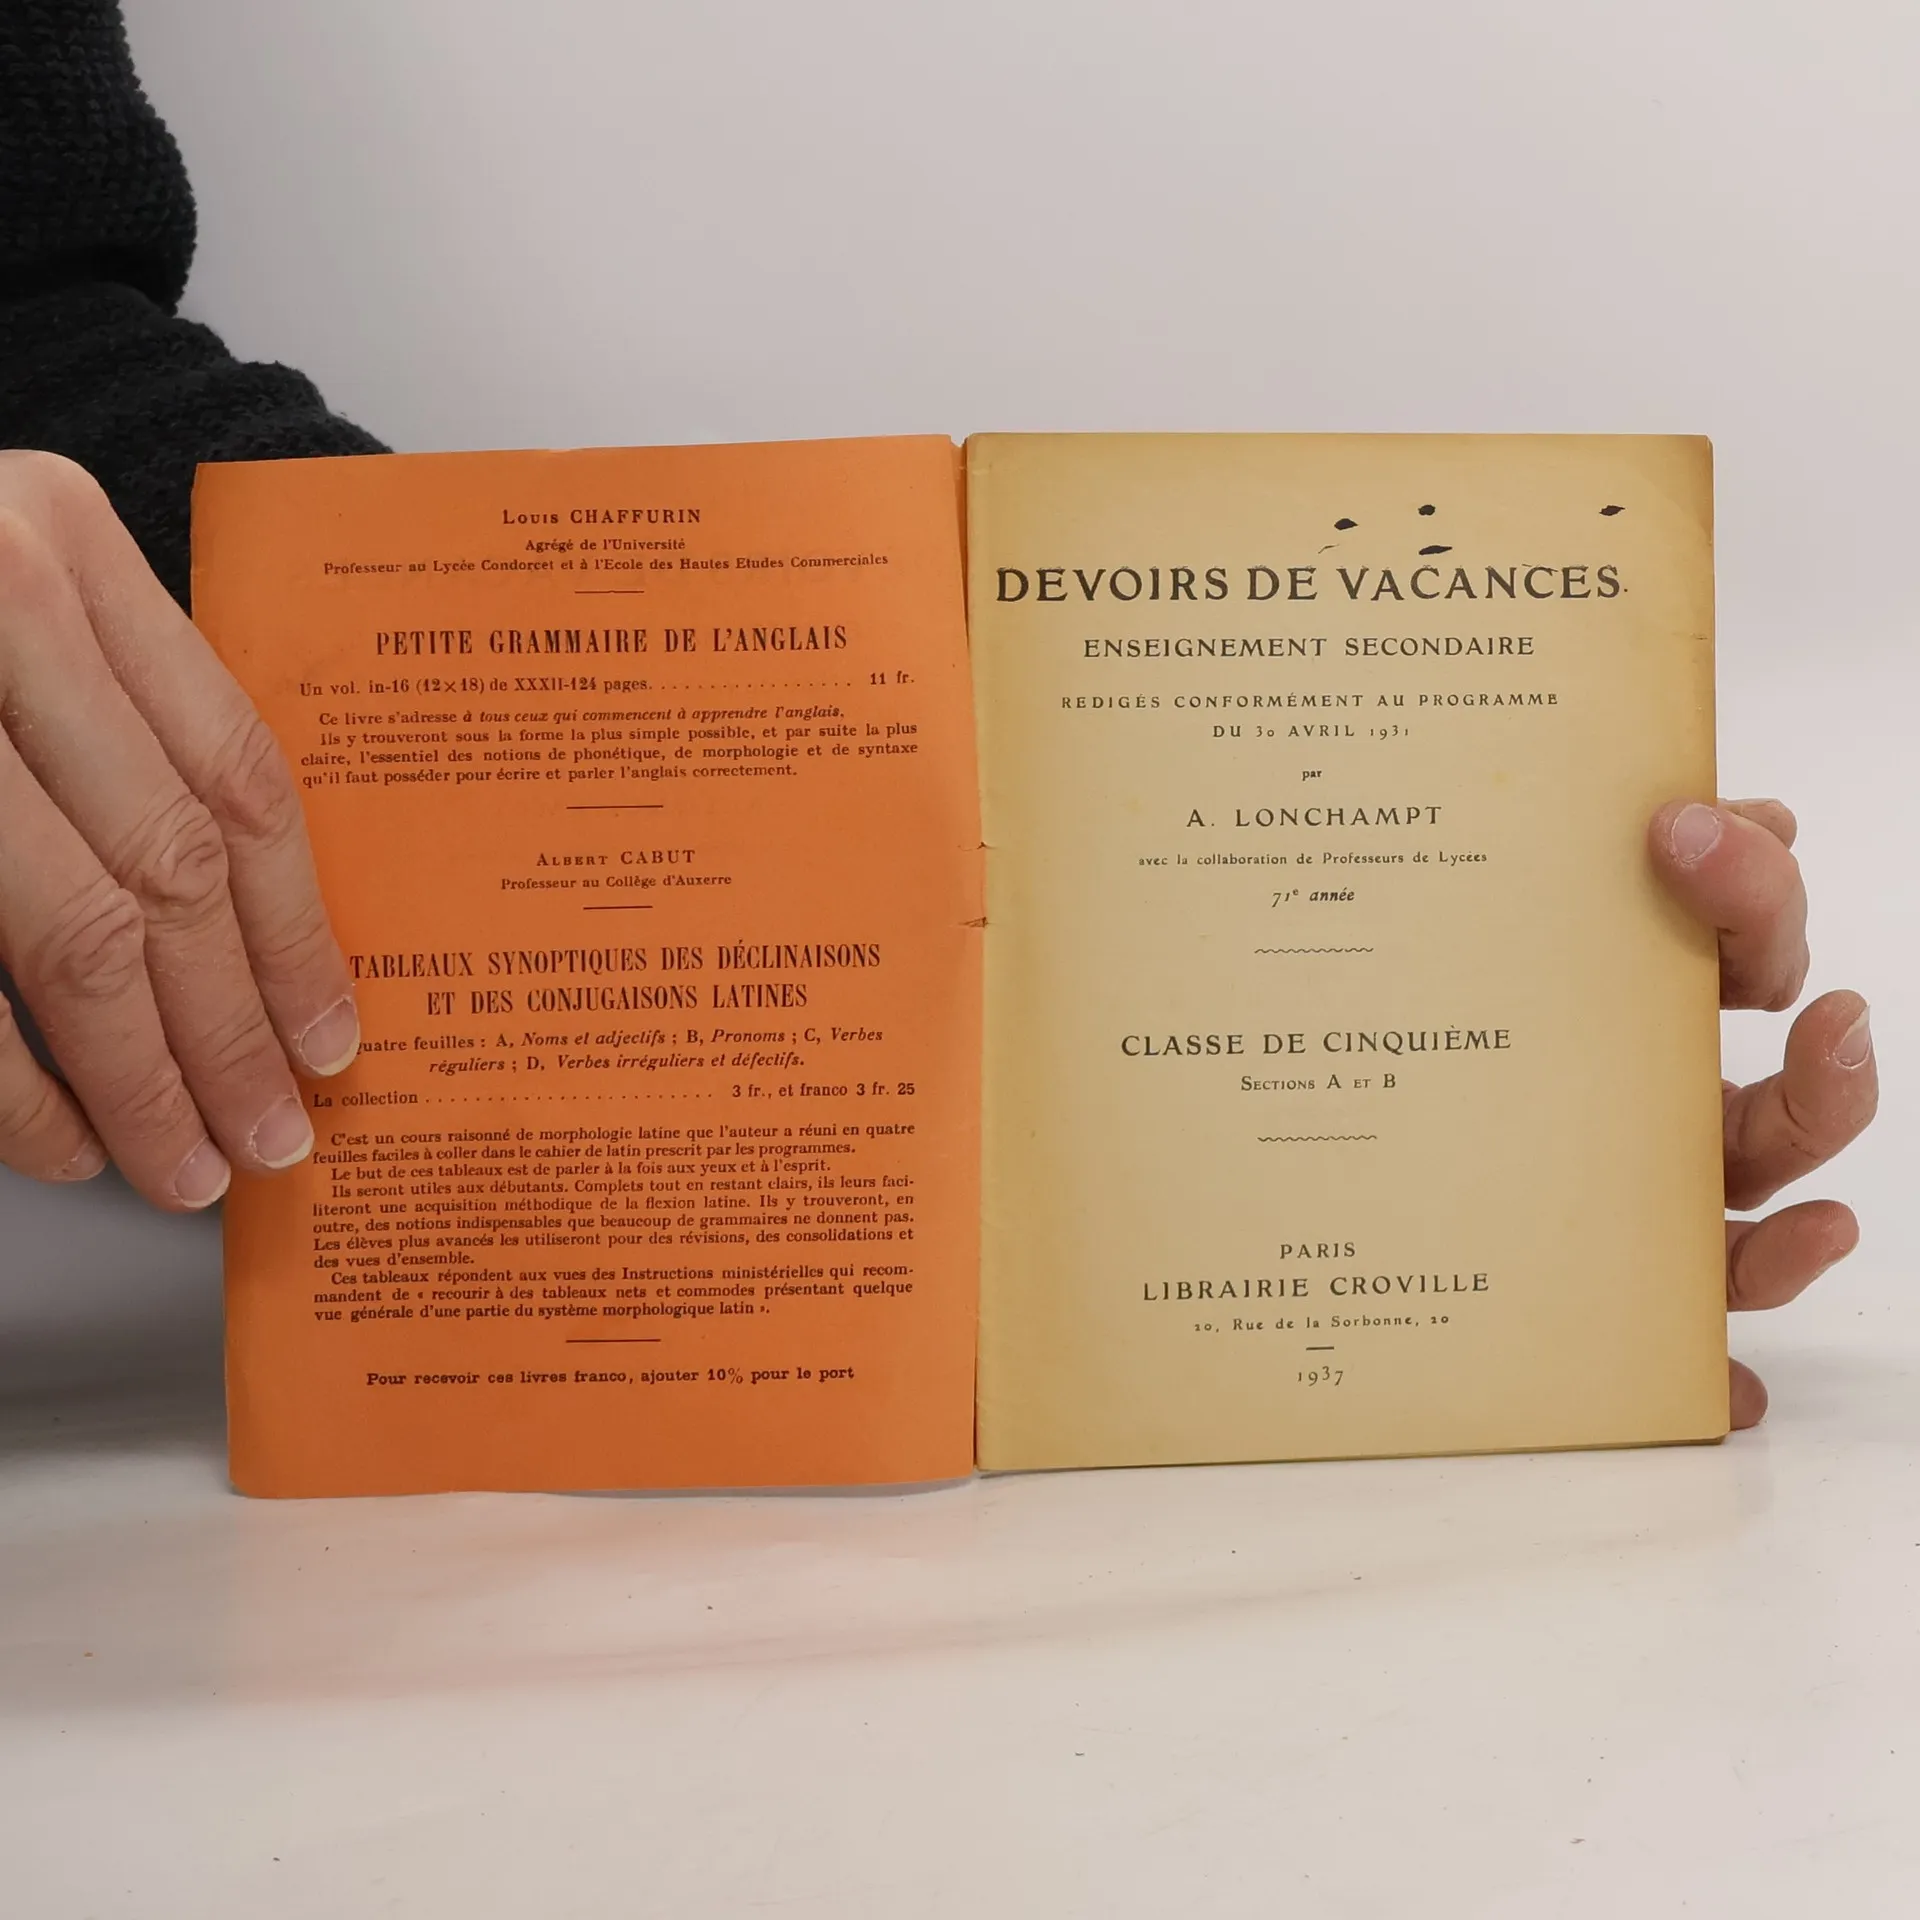 Louis CHAFFURIN
Agrégé de l'Université
Professeur au Lycée Condorcet et à l'Ecole des Hautes Etudes Commerciales
PETITE GRAMMAIRE DE L'ANGLAIS
Un vol. in-16 (12×18) de XXXII-124 pages. . . . . . . . . . . . . . . . . 11 fr.
Ce livre s'adresse à tous ceux qui commencent à apprendre l'anglais.
Ils y trouveront sous la forme la plus simple possible, et par suite la plus
claire, l'essentiel des notions de phonétique, de morphologie et de syntaxe
qu'il faut posséder pour écrire et parler l'anglais correctement.
Albert CABUT
Professeur au Collège d'Auxerre
TABLEAUX SYNOPTIQUES DES DÉCLINAISONS
ET DES CONJUGAISONS LATINES
uatre feuilles : A, Noms et adjectifs ; B, Pronoms ; C, Verbes
réguliers ; D, Verbes irréguliers et défectifs.
La collection . . . . . . . . . . . . . . . . . . . . . . . . 3 fr., et franco 3 fr. 25
C'est un cours raisonné de morphologie latine que l'auteur a réuni en quatre
feuilles faciles à coller dans le cahier de latin prescrit par les programmes.
Le but de ces tableaux est de parler à la fois aux yeux et à l'esprit.
Ils seront utiles aux débutants. Complets tout en restant clairs, ils leurs faci-
literont une acquisition méthodique de la flexion latine. Ils y trouveront, en
outre, des notions indispensables que beaucoup de grammaires ne donnent pas.
Les élèves plus avancés les utiliseront pour des révisions, des consolidations et
des vues d'ensemble.
Ces tableaux répondent aux vues des Instructions ministérielles qui recom-
mandent de « recourir à des tableaux nets et commodes présentant quelque
vue générale d'une partie du système morphologique latin ».
Pour recevoir ces livres franco, ajouter 10% pour le port
DEVOIRS DE VACANCES.
ENSEIGNEMENT SECONDAIRE
REDIGÉS CONFORMÉMENT AU PROGRAMME
DU 30 AVRIL 1931
par
A. LONCHAMPT
avec la collaboration de Professeurs de Lycées
71e année
CLASSE DE CINQUIÈME
Sections A et B
PARIS
LIBRAIRIE CROVILLE
20, Rue de la Sorbonne, 20
1937